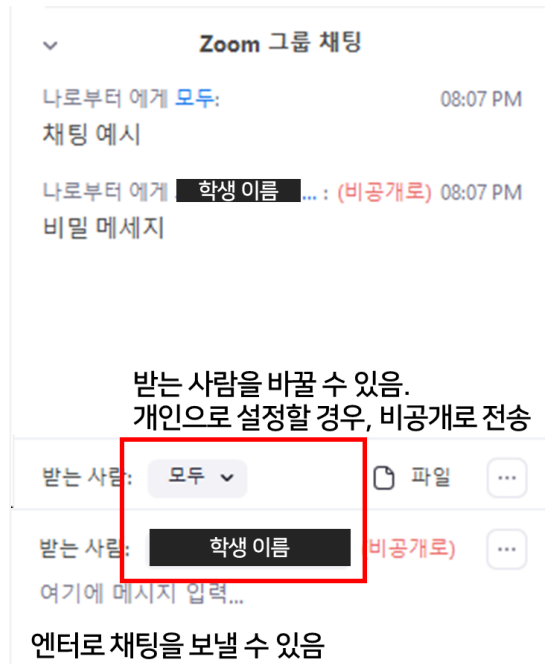 Zoom 그룹 채팅
나로부터 에게 모두: 08:07 PM
채팅 예시
나로부터 에게 학생 이름 ... : (비공개로) 08:07 PM
비밀 메세지
받는 사람을 바꿀 수 있음.
개인으로 설정할 경우, 비공개로 전송
받는 사람: 모두 파일 ...
받는 사람: 학생 이름 비공개로) ...
여기에 메시지 입력...
엔터로 채팅을 보낼 수 있음